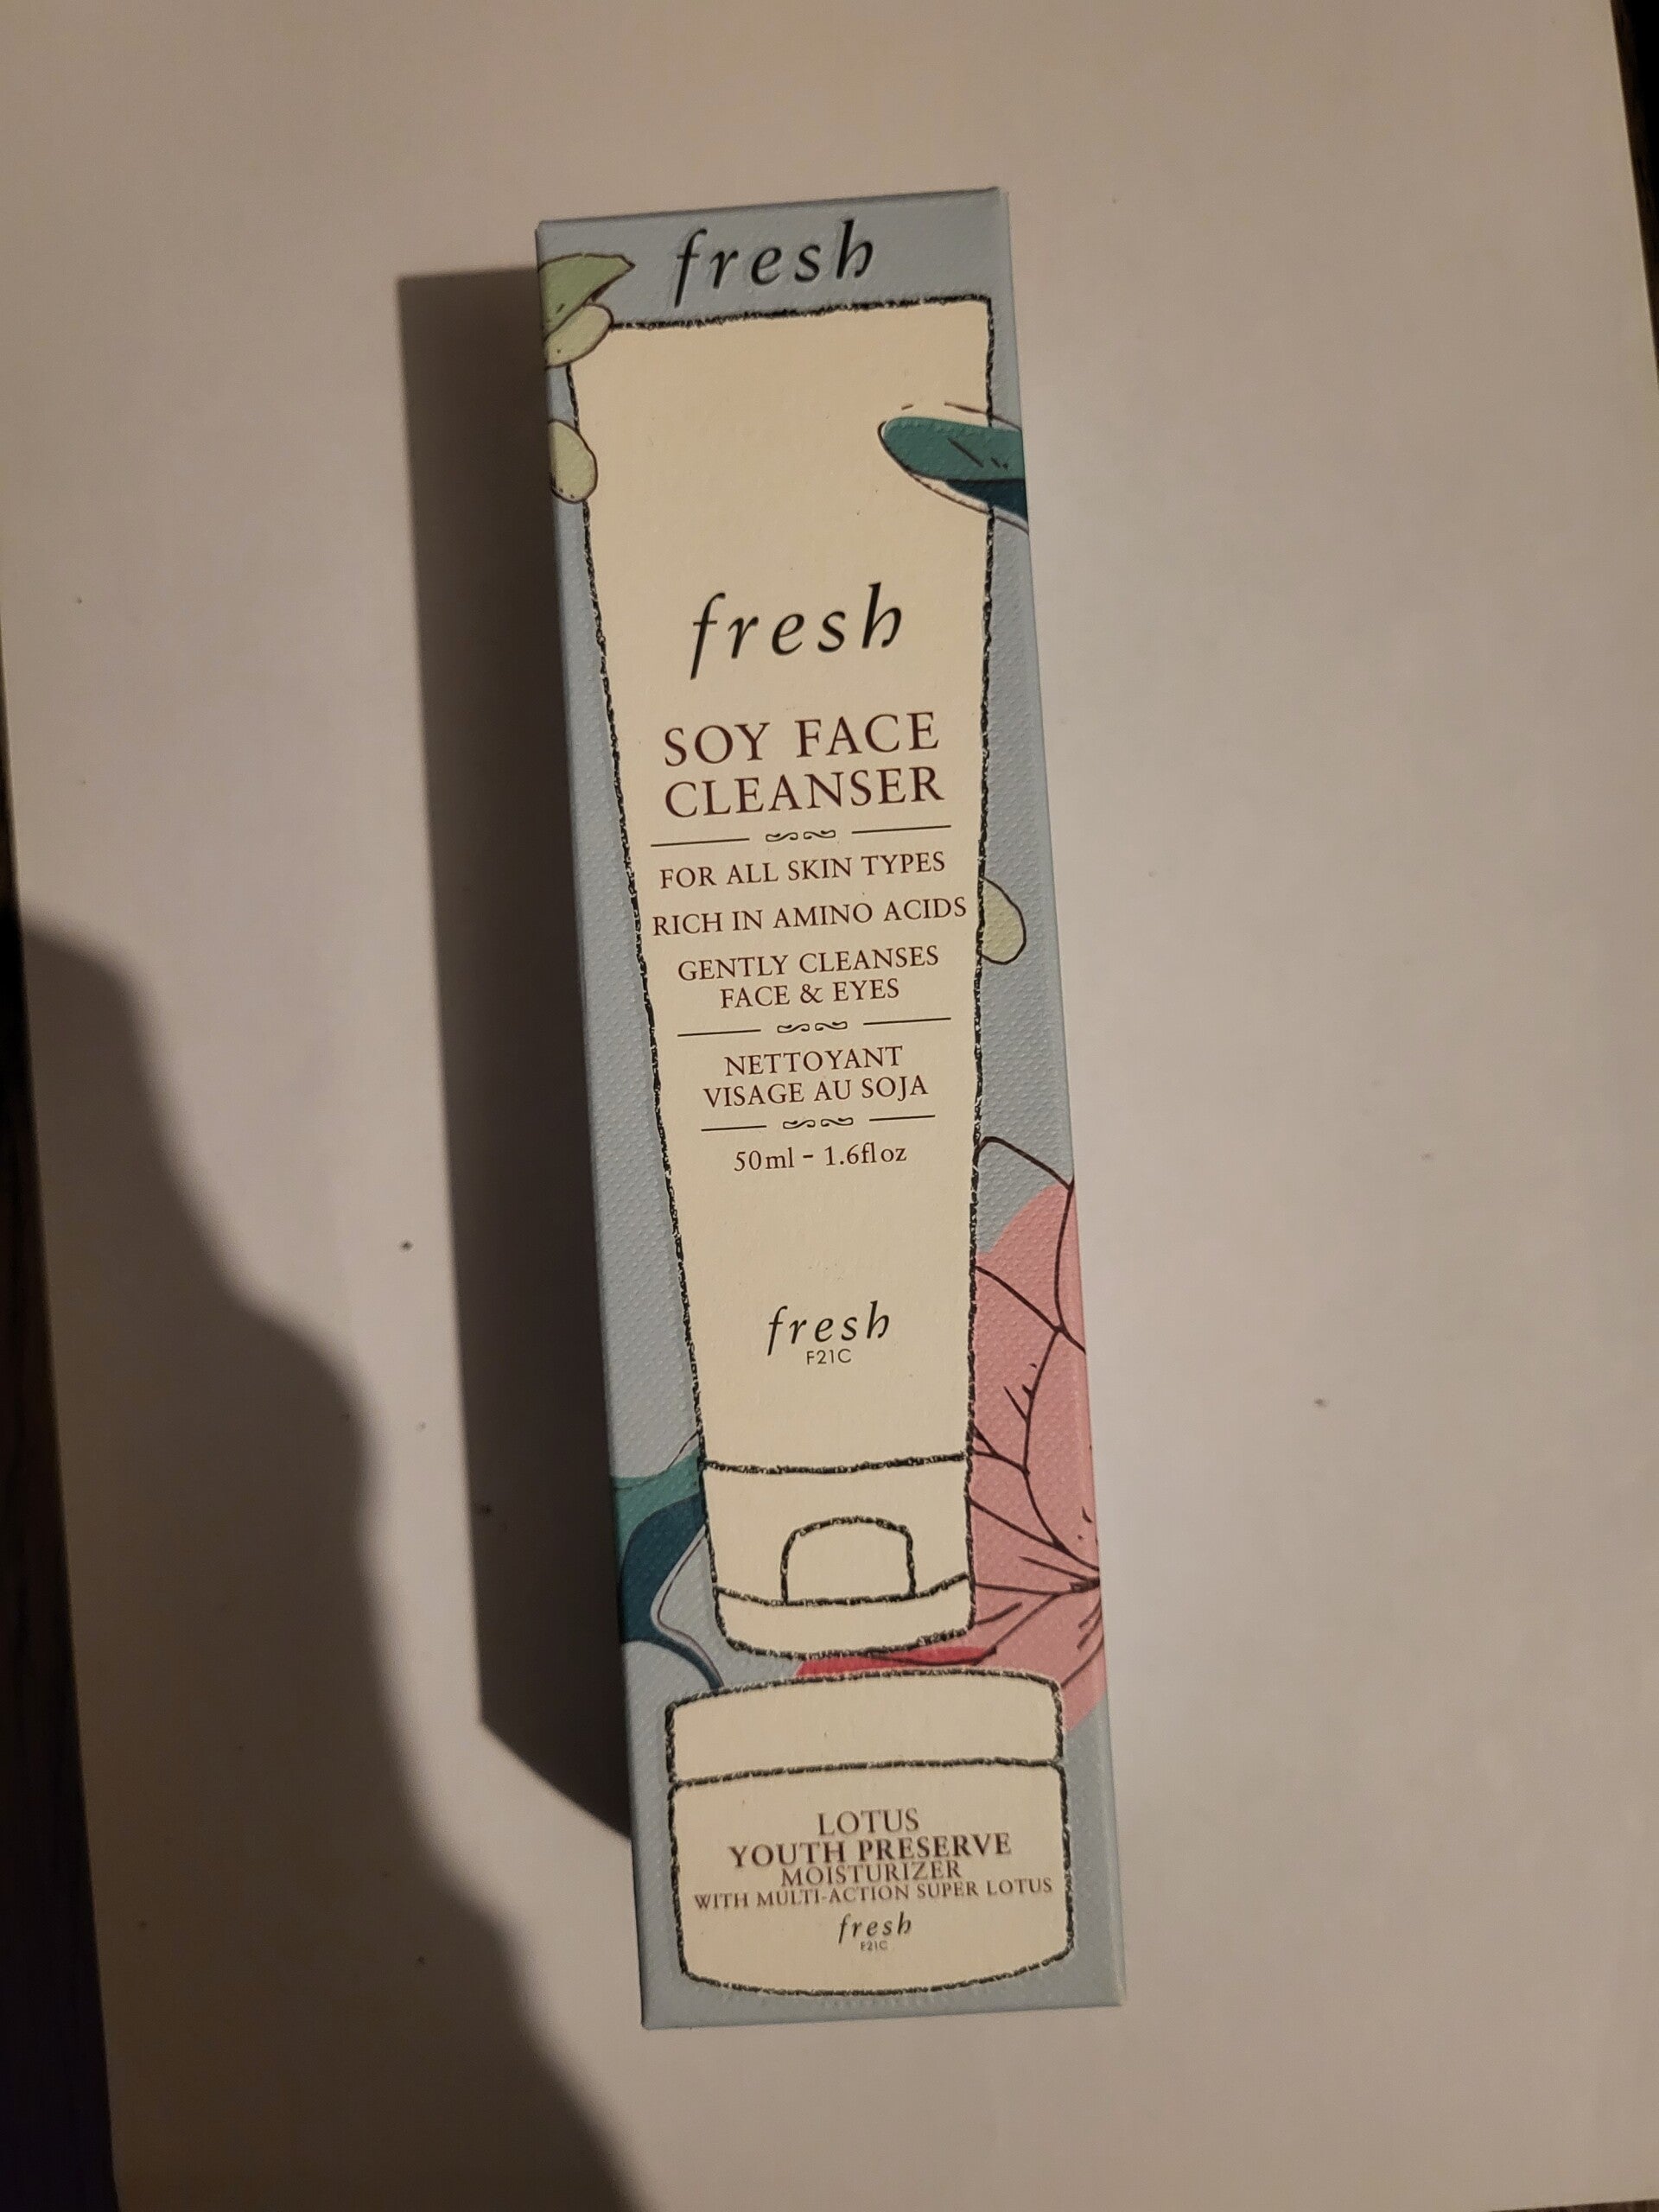 fresh
fresh
SOY FACE
CLEANSER
FOR ALL SKIN TYPES
RICH IN AMINO ACIDS
GENTLY CLEANSES
FACE & EYES
NETTOYANT
VISAGE AU SOJA
50ml - 1.6fl oz
fresh
F21C
LOTUS
YOUTH PRESERVE
MOISTURIZER
WITH MULTI-ACTION SUPER LOTUS
fresh
F21C